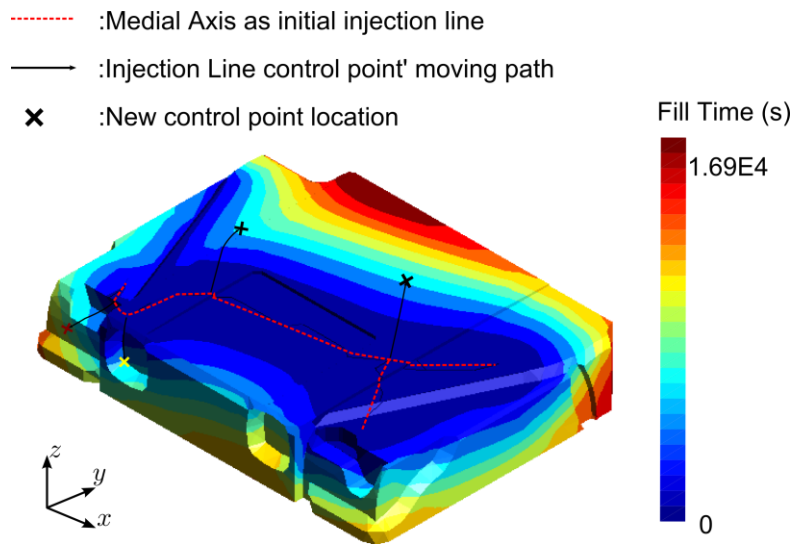 :Medial Axis as initial injection line
:Injection Line control point' moving path
:New control point location
Fill Time (s)
1.69E4
0
z
y
x